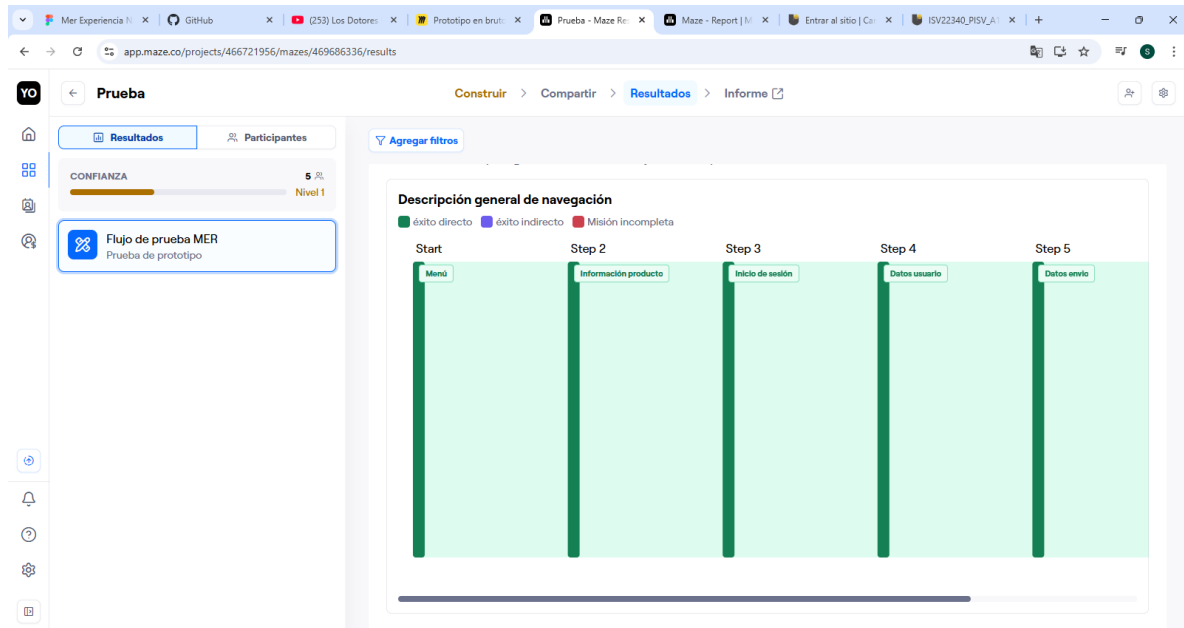 Mer Experiencia N
GitHub
(253) Los Dotores
Prototipo en bruto
Prueba - Maze Re
Maze - Report | M
Entrar al sitio | Ca
ISV22340_PISV_A1
app.maze.co/projects/466721956/mazes/469686336/results
S
YO
Prueba
Construir > Compartir > Resultados > Informe
Resultados
Participantes
Agregar filtros
CONFIANZA 5
Nivel 1
Flujo de prueba MER
Prueba de prototipo
Descripción general de navegación
éxito directo éxito indirecto Misión incompleta
Start Step 2 Step 3 Step 4 Step 5
Menú Información producto Inicio de sesión Datos usuario Datos envio